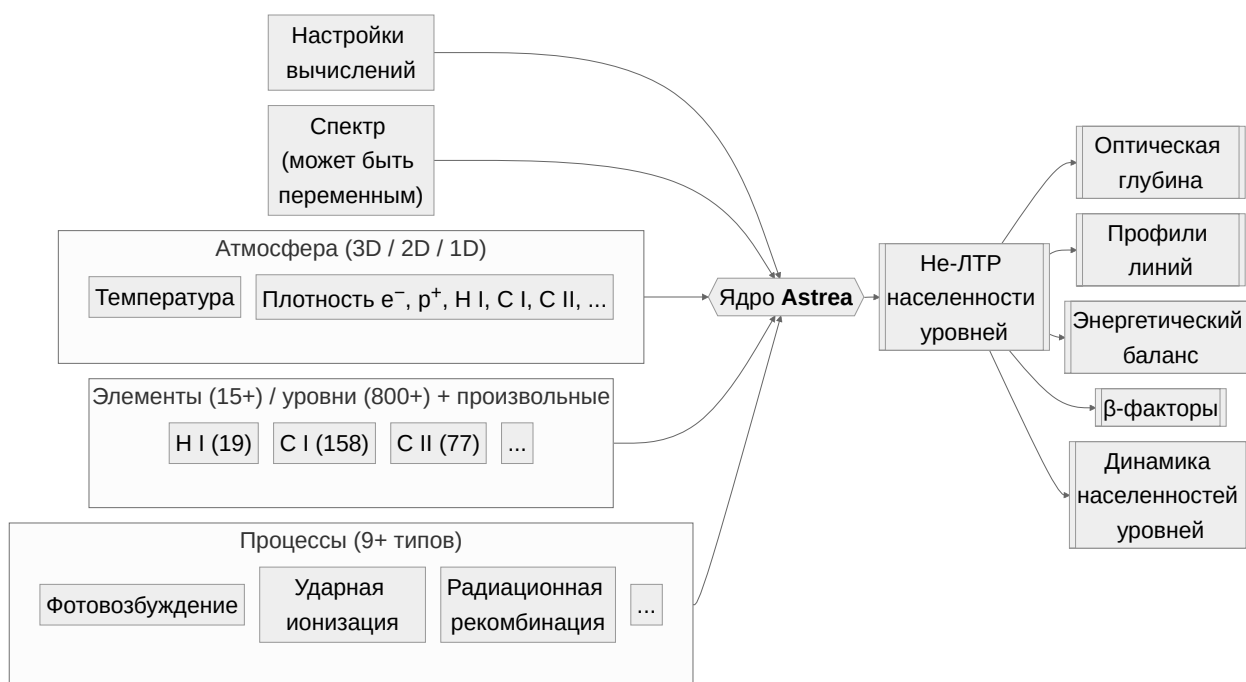 Настройки
вычислений
Спектр
(может быть
переменным)
Атмосфера (3D / 2D / 1D)
Температура
Плотность e⁻, p⁺, H I, C I, C II, ...
Элементы (15+) / уровни (800+) + произвольные
H I (19)
C I (158)
C II (77)
...
Процессы (9+ типов)
Фотовозбуждение
Ударная
ионизация
Радиационная
рекомбинация
...
Ядро Astrea
Не-ЛТР
населенности
уровней
Оптическая
глубина
Профили
линий
Энергетический
баланс
β-факторы
Динамика
населенностей
уровней